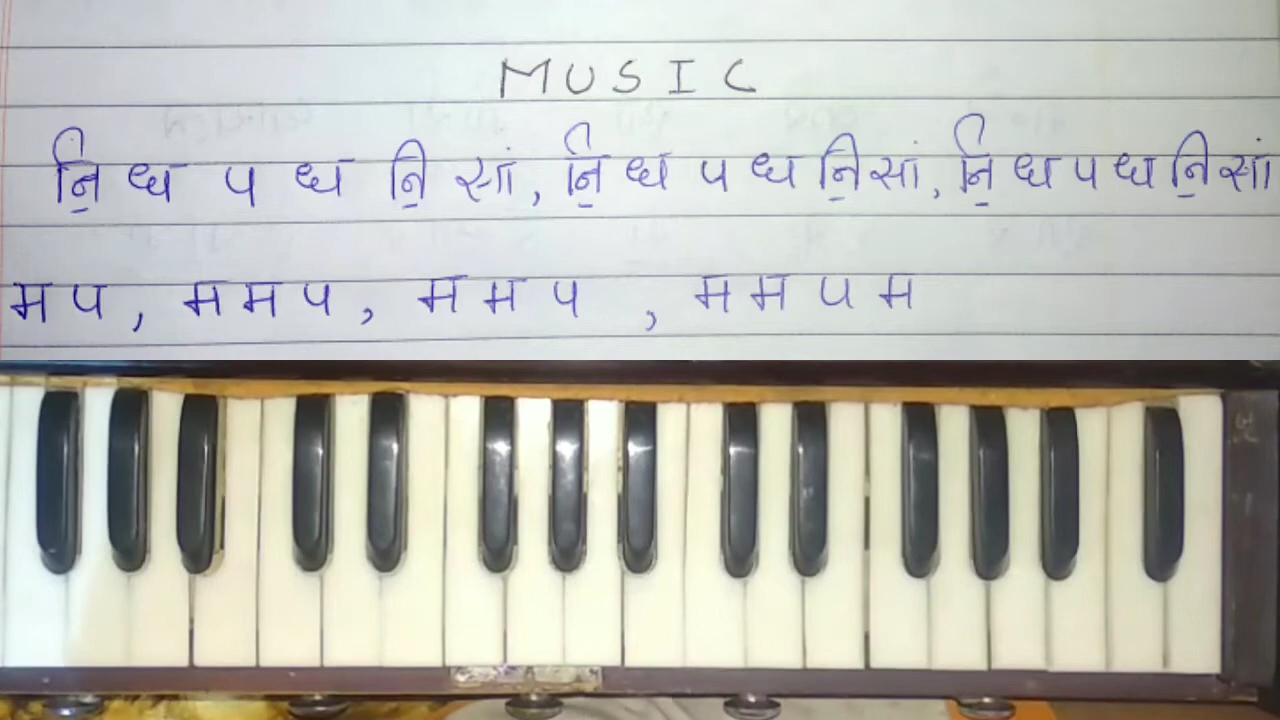 MUSIC
नि॒ ध प ध नि॒ सां, नि॒ ध प ध नि॒ सां, नि॒ ध प ध नि॒ सां
म प, म म प, म म प , म म प म